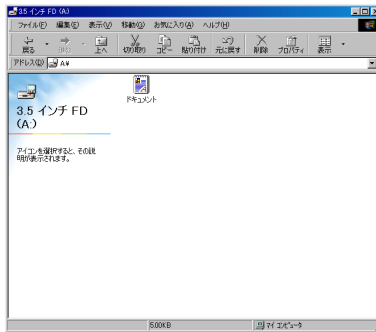 3.5 インチ FD (A:)
ファイル(F) 編集(E) 表示(V) 移動(G) お気に入り(A) ヘルプ(H)
戻る 進む 上へ 切り取り コピー 貼り付け 元に戻す 削除 プロパティ 表示
アドレス(D) A:¥
3.5 インチ FD
(A:)
アイコンを選択すると、その説
明が表示されます。
ドキュメント
5.00KB マイ コンピュータ